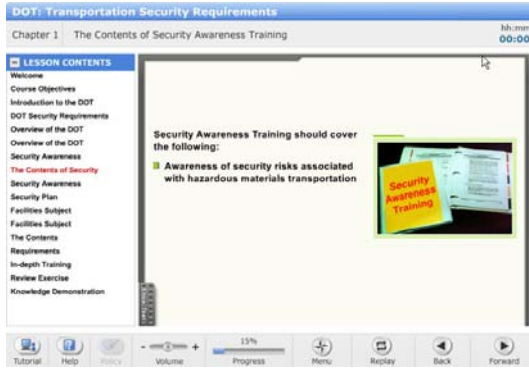 DOT: Transportation Security Requirements
Chapter 1 The Contents of Security Awareness Training
hh:mm
00:00
LESSON CONTENTS
Welcome
Course Objectives
Introduction to the DOT
DOT Security Requirements
Overview of the DOT
Overview of the DOT
Security Awareness
The Contents of Security
Security Awareness
Security Plan
Facilities Subject
Facilities Subject
The Contents
Requirements
In-depth Training
Review Exercise
Knowledge Demonstration
Security Awareness Training should cover
the following:
Awareness of security risks associated
with hazardous materials transportation
Security
Awareness
Training
- +
15%
Tutorial Help Policy Volume Progress Menu Replay Back Forward